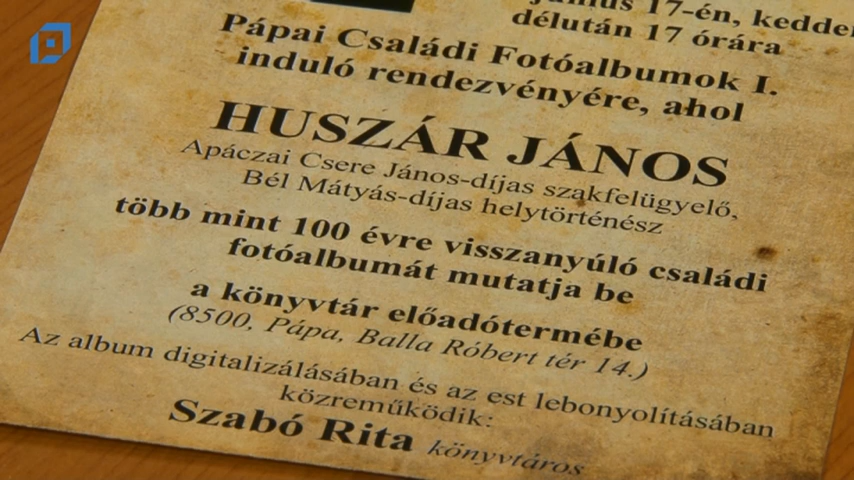 17-én, kedden
délután 17 órára
Pápai Családi Fotóalbumok I.
induló rendezvényére, ahol
HUSZÁR JÁNOS
Apáczai Csere János-díjas szakfelügyelő,
Bél Mátyás-díjas helytörténész
több mint 100 évre visszanyúló családi
fotóalbumát mutatja be
a könyvtár előadótermébe
(8500, Pápa, Balla Róbert tér 14.)
Az album digitalizálásában és az est lebonyolításában
közreműködik:
Szabó Rita könyvtáros